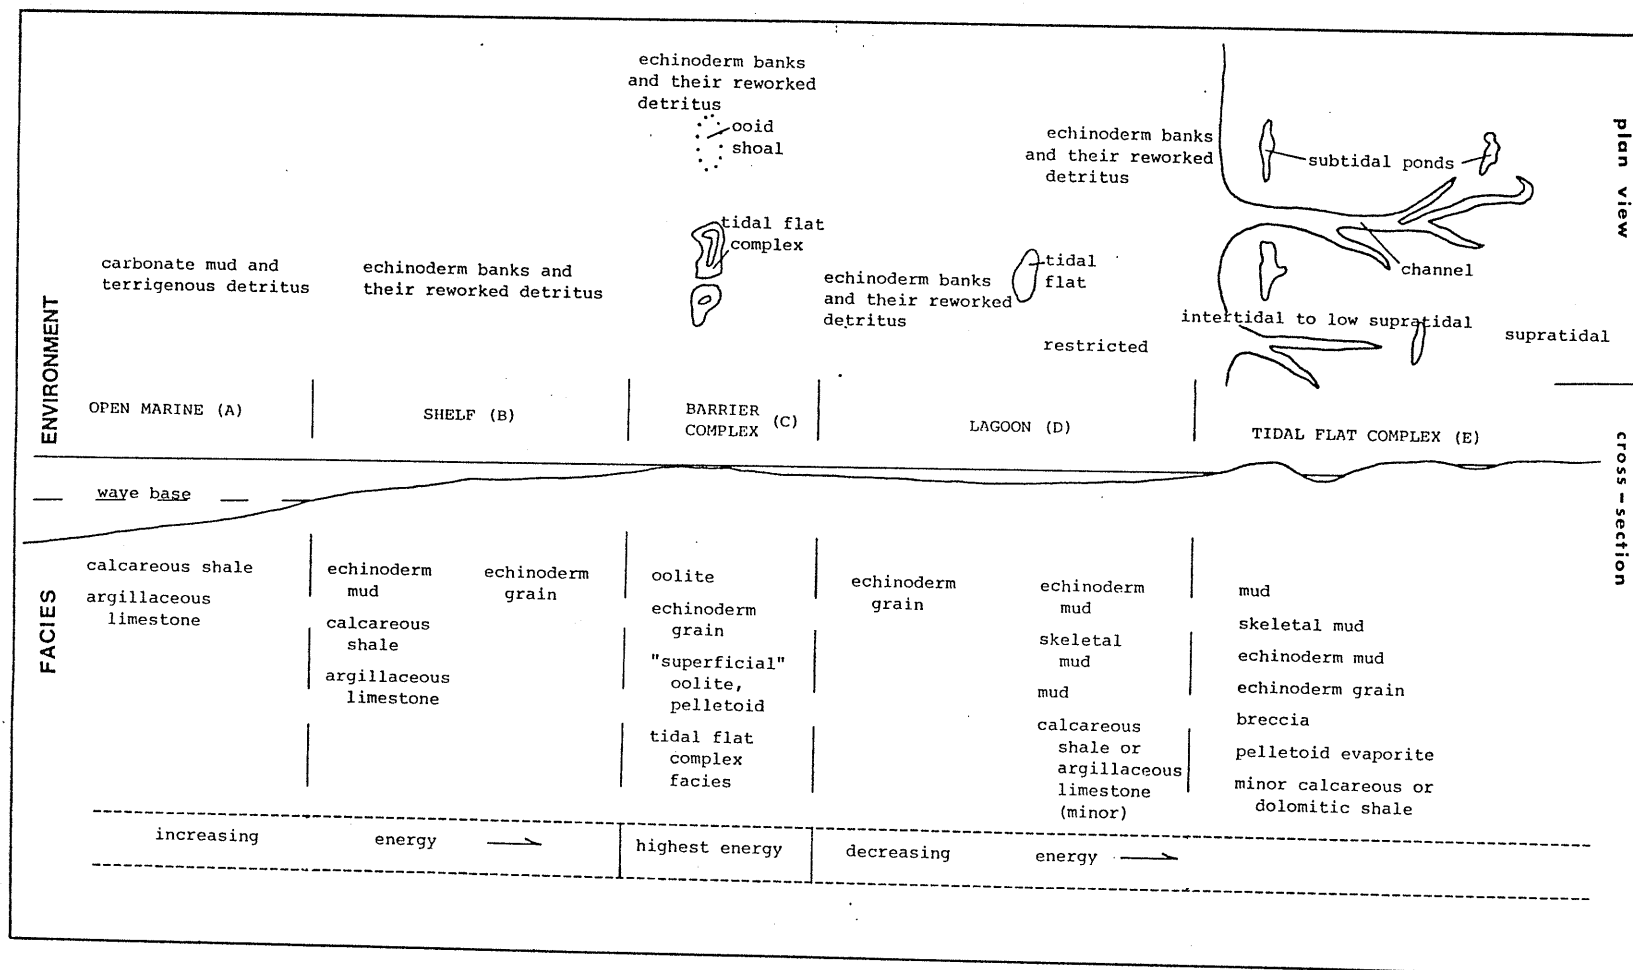 echinoderm banks
and their reworked
detritus
ooid
shoal
echinoderm banks
and their reworked
detritus
subtidal ponds
plan view
tidal flat
complex
carbonate mud and
terrigenous detritus
echinoderm banks and
their reworked detritus
echinoderm banks
and their reworked
detritus
tidal
flat
channel
restricted
intertidal to low supratidal
supratidal
ENVIRONMENT
OPEN MARINE (A)
SHELF (B)
BARRIER
COMPLEX (C)
LAGOON (D)
TIDAL FLAT COMPLEX (E)
cross-section
wave base
FACIES
calcareous shale
argillaceous
limestone
echinoderm
mud
calcareous
shale
argillaceous
limestone
echinoderm
grain
oolite
echinoderm
grain
"superficial"
oolite,
pelletoid
tidal flat
complex
facies
echinoderm
grain
echinoderm
mud
skeletal
mud
mud
calcareous
shale or
argillaceous
limestone
(minor)
mud
skeletal mud
echinoderm mud
echinoderm grain
breccia
pelletoid evaporite
minor calcareous or
dolomitic shale
increasing energy
highest energy
decreasing energy